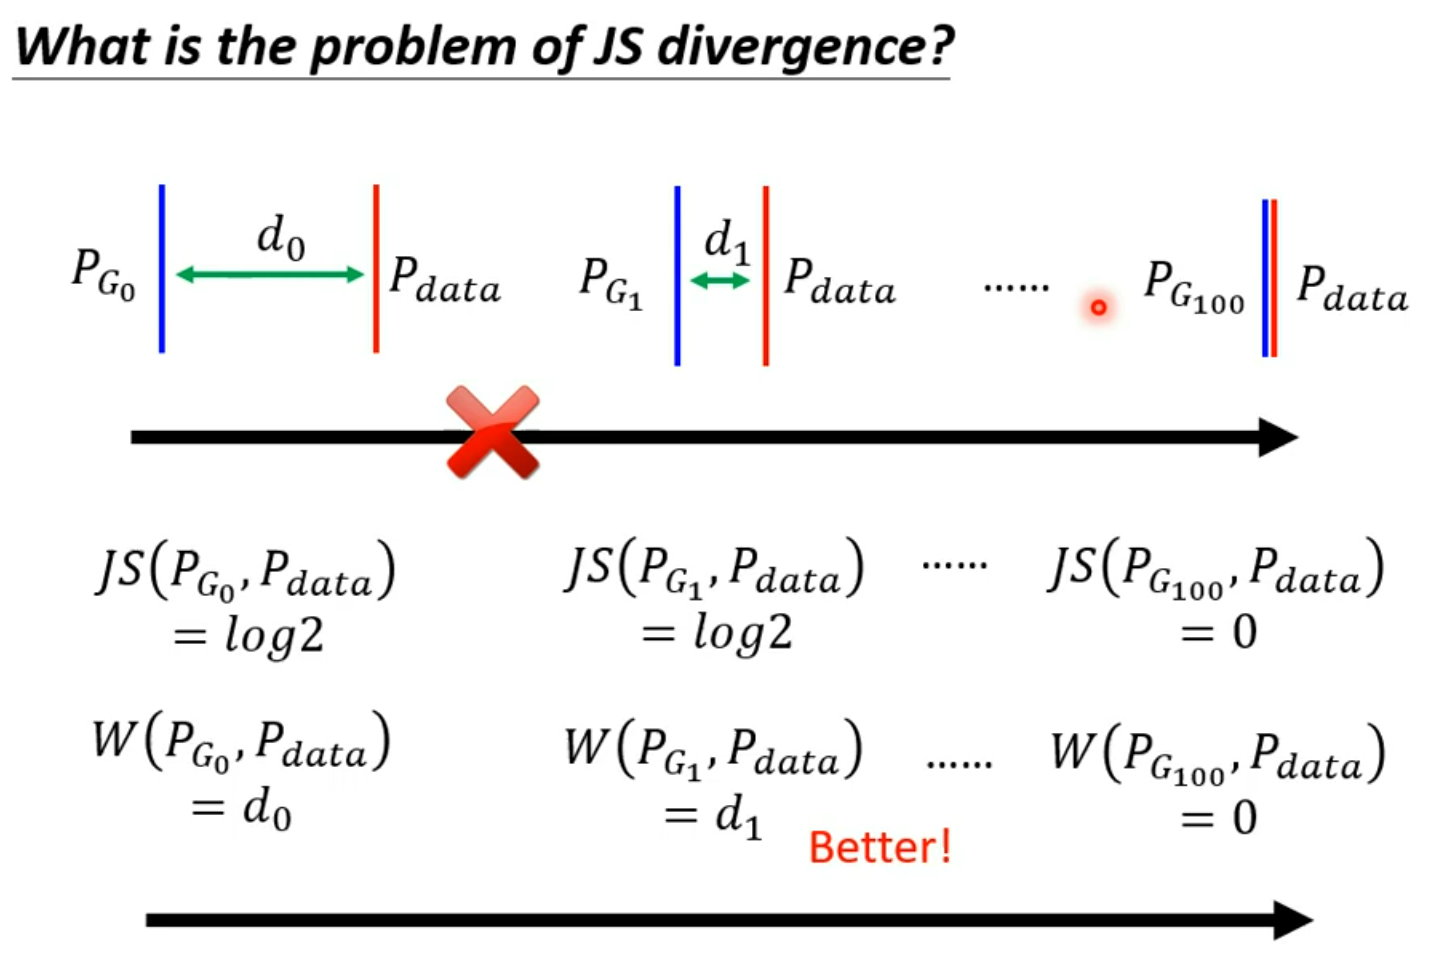 What is the problem of JS divergence?
P_{G_0} d_0 P_{data} P_{G_1} d_1 P_{data} ...... P_{G_{100}} P_{data}
JS(P_{G_0}, P_{data}) JS(P_{G_1}, P_{data}) ...... JS(P_{G_{100}}, P_{data})
= log2 = log2 = 0
W(P_{G_0}, P_{data}) W(P_{G_1}, P_{data}) ...... W(P_{G_{100}}, P_{data})
= d_0 = d_1 = 0
Better!